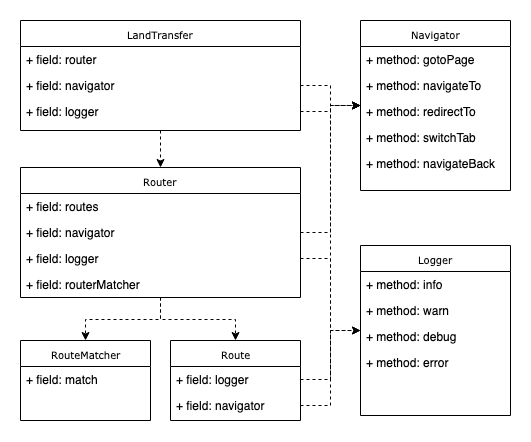 LandTransfer
+ field: router
+ field: navigator
+ field: logger
Navigator
+ method: gotoPage
+ method: navigateTo
+ method: redirectTo
+ method: switchTab
+ method: navigateBack
Router
+ field: routes
+ field: navigator
+ field: logger
+ field: routerMatcher
Logger
+ method: info
+ method: warn
+ method: debug
+ method: error
RouteMatcher
+ field: match
Route
+ field: logger
+ field: navigator